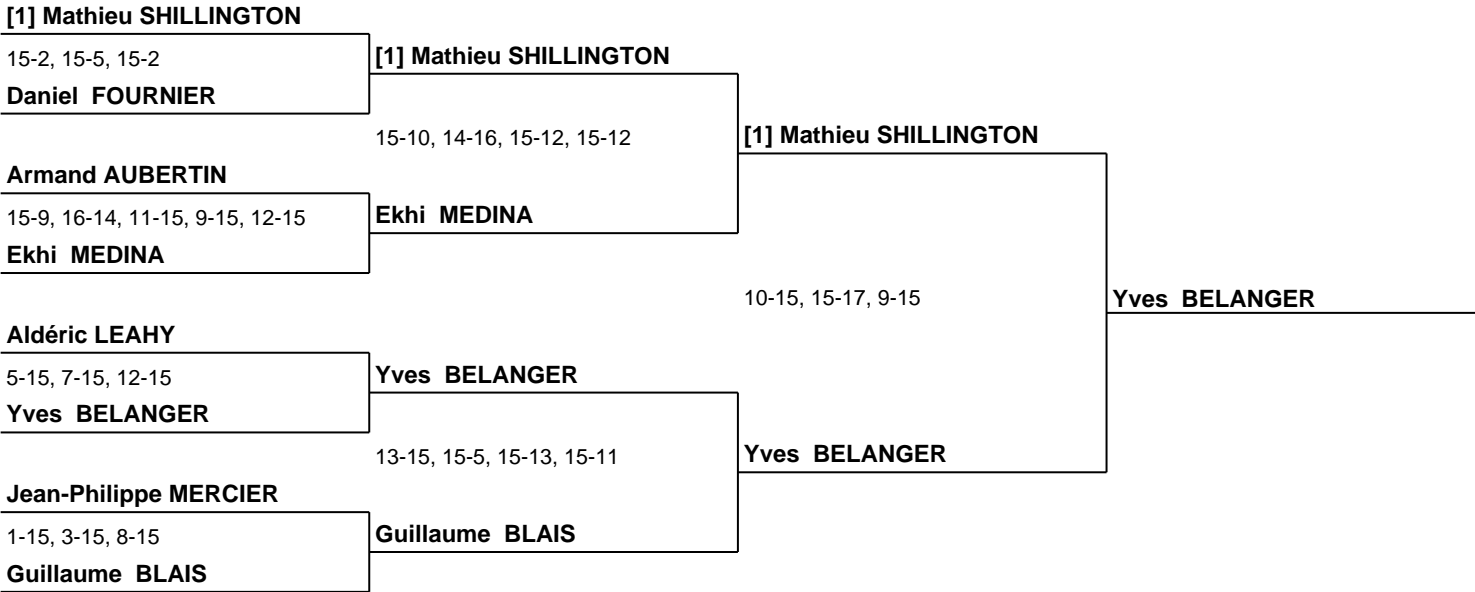 [1] Mathieu SHILLINGTON
15-2, 15-5, 15-2
[1] Mathieu SHILLINGTON
Daniel FOURNIER
15-10, 14-16, 15-12, 15-12
[1] Mathieu SHILLINGTON
Armand AUBERTIN
15-9, 16-14, 11-15, 9-15, 12-15
Ekhi MEDINA
Ekhi MEDINA
10-15, 15-17, 9-15
Yves BELANGER
Aldéric LEAHY
5-15, 7-15, 12-15
Yves BELANGER
Yves BELANGER
13-15, 15-5, 15-13, 15-11
Yves BELANGER
Jean-Philippe MERCIER
1-15, 3-15, 8-15
Guillaume BLAIS
Guillaume BLAIS